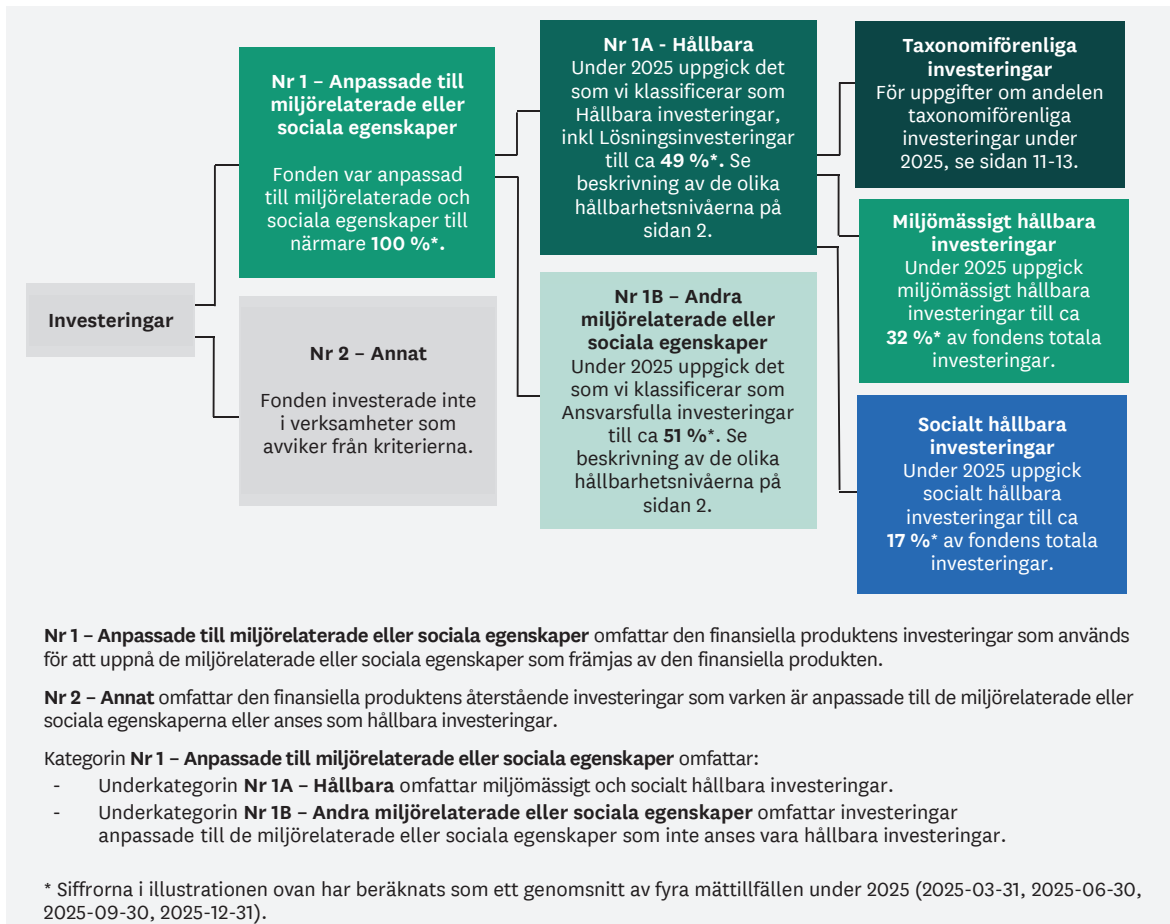 Investeringar
Nr 1 – Anpassade till
miljörelaterade eller
sociala egenskaper
Fonden var anpassad
till miljörelaterade och
sociala egenskaper till
närmare 100 %*.
Nr 2 – Annat
Fonden investerade inte
i verksamheter som
avviker från kriterierna.
Nr 1A - Hållbara
Under 2025 uppgick det
som vi klassificerar som
Hållbara investeringar,
inkl Lösningsinvesteringar
till ca 49 %*. Se
beskrivning av de olika
hållbarhetsnivåerna på
sidan 2.
Nr 1B – Andra
miljörelaterade eller
sociala egenskaper
Under 2025 uppgick det
som vi klassificerar som
Ansvarsfulla investeringar
till ca 51 %*. Se
beskrivning av de olika
hållbarhetsnivåerna på
sidan 2.
Taxonomiförenliga
investeringar
För uppgifter om andelen
taxonomiförenliga
investeringar under
2025, se sidan 11-13.
Miljömässigt hållbara
investeringar
Under 2025 uppgick
miljömässigt hållbara
investeringar till ca
32 %* av fondens totala
investeringar.
Socialt hållbara
investeringar
Under 2025 uppgick
socialt hållbara
investeringar till ca
17 %* av fondens totala
investeringar.
Nr 1 – Anpassade till miljörelaterade eller sociala egenskaper omfattar den finansiella produktens investeringar som används
för att uppnå de miljörelaterade eller sociala egenskaper som främjas av den finansiella produkten.
Nr 2 – Annat omfattar den finansiella produktens återstående investeringar som varken är anpassade till de miljörelaterade eller
sociala egenskaperna eller anses som hållbara investeringar.
Kategorin Nr 1 – Anpassade till miljörelaterade eller sociala egenskaper omfattar:
- Underkategorin Nr 1A – Hållbara omfattar miljömässigt och socialt hållbara investeringar.
- Underkategorin Nr 1B – Andra miljörelaterade eller sociala egenskaper omfattar investeringar
anpassade till de miljörelaterade eller sociala egenskaper som inte anses vara hållbara investeringar.
* Siffrorna i illustrationen ovan har beräknats som ett genomsnitt av fyra mättillfällen under 2025 (2025-03-31, 2025-06-30,
2025-09-30, 2025-12-31).